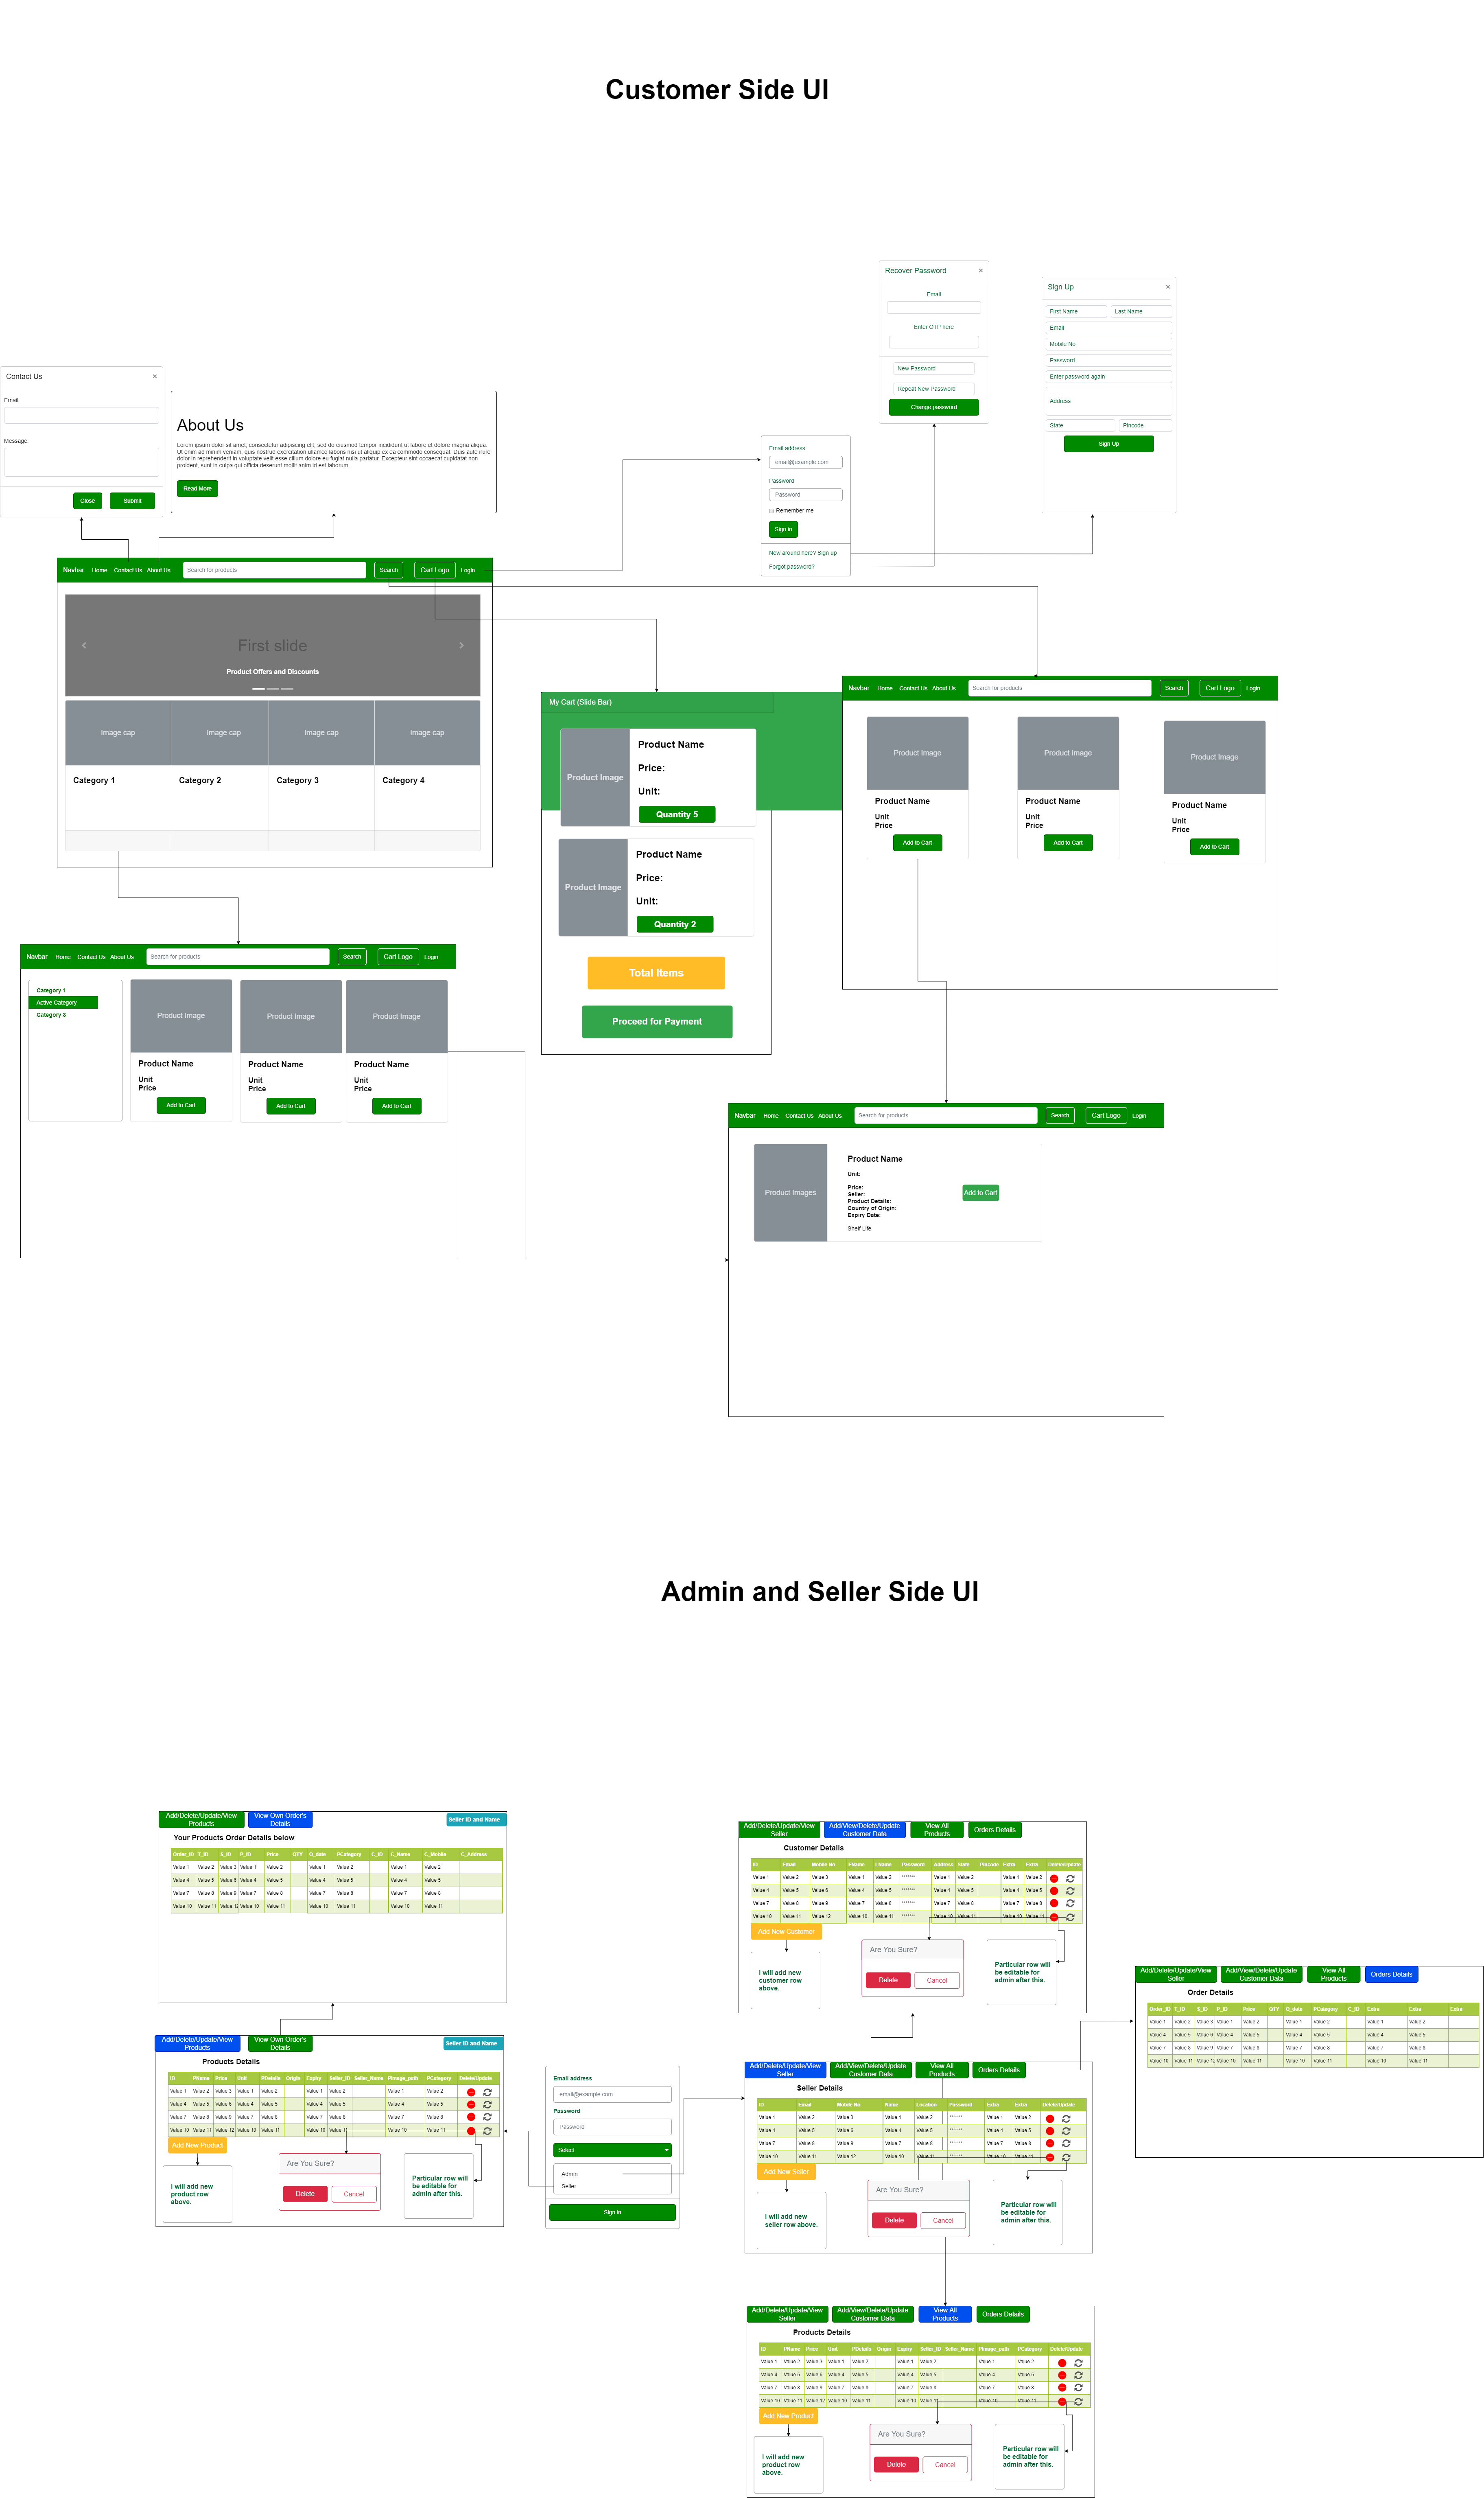 Customer Side UI
Recover Password
×
Email
Enter OTP here
New Password
Repeat New Password
Change password
Sign Up
×
First Name
Last Name
Email
Mobile No
Password
Enter password again
Address
State
Pincode
Sign Up
Contact Us
×
Email
Message:
Close
Submit
About Us
Lorem ipsum dolor sit amet, consectetur adipiscing elit, sed do eiusmod tempor incididunt ut labore et dolore magna aliqua.
Ut enim ad minim veniam, quis nostrud exercitation ullamco laboris nisi ut aliquip ex ea commodo consequat. Duis aute irure
dolor in reprehenderit in voluptate velit esse cillum dolore eu fugiat nulla pariatur. Excepteur sint occaecat cupidatat non
proident, sunt in culpa qui officia deserunt mollit anim id est laborum.
Read More
Email address
email@example.com
Password
Password
Remember me
Sign in
New around here? Sign up
Forgot password?
Navbar Home Contact Us About Us Search for products Search Cart Logo Login
First slide
Product Offers and Discounts
Image cap Image cap Image cap Image cap
Category 1 Category 2 Category 3 Category 4
My Cart (Slide Bar)
Product Image
Product Name
Price:
Unit:
Quantity 5
Product Image
Product Name
Price:
Unit:
Quantity 2
Total Items
Proceed for Payment
Navbar Home Contact Us About Us Search for products Search Cart Logo Login
Product Image Product Image Product Image
Product Name Product Name Product Name
Unit Unit Unit
Price Price Price
Add to Cart Add to Cart Add to Cart
Navbar Home Contact Us About Us Search for products Search Cart Logo Login
Category 1
Active Category
Category 3
Product Image Product Image Product Image
Product Name Product Name Product Name
Unit Unit Unit
Price Price Price
Add to Cart Add to Cart Add to Cart
Navbar Home Contact Us About Us Search for products Search Cart Logo Login
Product Images
Product Name
Unit:
Price:
Seller:
Product Details:
Country of Origin:
Expiry Date:
Shelf Life
Add to Cart
Admin and Seller Side UI
Add/Delete/Update/View
Products
View Own Order's
Details
Seller ID and Name
Your Products Order Details below
Order_ID T_ID S_ID P_ID Price QTY O_date PCategory C_ID C_Name C_Mobile C_Address
Value 1 Value 2 Value 3 Value 1 Value 2 Value 1 Value 2 Value 1 Value 2
Value 4 Value 5 Value 6 Value 4 Value 5 Value 4 Value 5 Value 4 Value 5
Value 7 Value 8 Value 9 Value 7 Value 8 Value 7 Value 8 Value 7 Value 8
Value 10 Value 11 Value 12 Value 10 Value 11 Value 10 Value 11 Value 10 Value 11
Add/Delete/Update/View
Seller
Add/View/Delete/Update
Customer Data
View All
Products
Orders Details
Customer Details
ID Email Mobile No FName LName Password Address State Pincode Extra Extra Delete/Update
Value 1 Value 2 Value 3 Value 1 Value 2 ******* Value 1 Value 2 Value 1 Value 2
Value 4 Value 5 Value 6 Value 4 Value 5 ******* Value 4 Value 5 Value 4 Value 5
Value 7 Value 8 Value 9 Value 7 Value 8 ******* Value 7 Value 8 Value 7 Value 8
Value 10 Value 11 Value 12 Value 10 Value 11 ******* Value 10 Value 11 Value 10 Value 11
Add New Customer
I will add new
customer row
above.
Are You Sure?
Delete
Cancel
Particular row will
be editable for
admin after this.
Add/Delete/Update/View
Seller
Add/View/Delete/Update
Customer Data
View All
Products
Orders Details
Order Details
Order_ID T_ID S_ID P_ID Price QTY O_date PCategory C_ID Extra Extra Extra
Value 1 Value 2 Value 3 Value 1 Value 2 Value 1 Value 2 Value 1 Value 2
Value 4 Value 5 Value 6 Value 4 Value 5 Value 4 Value 5 Value 4 Value 5
Value 7 Value 8 Value 9 Value 7 Value 8 Value 7 Value 8 Value 7 Value 8
Value 10 Value 11 Value 12 Value 10 Value 11 Value 10 Value 11 Value 10 Value 11
Add/Delete/Update/View
Products
View Own Order's
Details
Seller ID and Name
Products Details
ID PName Price Unit PDetails Origin Expiry Seller_ID Seller_Name PImage_path PCategory Delete/Update
Value 1 Value 2 Value 3 Value 1 Value 2 Value 1 Value 2 Value 1 Value 2
Value 4 Value 5 Value 6 Value 4 Value 5 Value 4 Value 5 Value 4 Value 5
Value 7 Value 8 Value 9 Value 7 Value 8 Value 7 Value 8 Value 7 Value 8
Value 10 Value 11 Value 12 Value 10 Value 11 Value 10 Value 11 Value 10 Value 11
Add New Product
I will add new
product row
above.
Are You Sure?
Delete
Cancel
Particular row will
be editable for
admin after this.
Email address
email@example.com
Password
Password
Select
Admin
Seller
Sign in
Add/Delete/Update/View
Seller
Add/View/Delete/Update
Customer Data
View All
Products
Orders Details
Seller Details
ID Email Mobile No Name Location Password Extra Extra Delete/Update
Value 1 Value 2 Value 3 Value 1 Value 2 ******* Value 1 Value 2
Value 4 Value 5 Value 6 Value 4 Value 5 ******* Value 4 Value 5
Value 7 Value 8 Value 9 Value 7 Value 8 ******* Value 7 Value 8
Value 10 Value 11 Value 12 Value 10 Value 11 ******* Value 10 Value 11
Add New Seller
I will add new
seller row above.
Are You Sure?
Delete
Cancel
Particular row will
be editable for
admin after this.
Add/Delete/Update/View
Seller
Add/View/Delete/Update
Customer Data
View All
Products
Orders Details
Products Details
ID PName Price Unit PDetails Origin Expiry Seller_ID Seller_Name PImage_path PCategory Delete/Update
Value 1 Value 2 Value 3 Value 1 Value 2 Value 1 Value 2 Value 1 Value 2
Value 4 Value 5 Value 6 Value 4 Value 5 Value 4 Value 5 Value 4 Value 5
Value 7 Value 8 Value 9 Value 7 Value 8 Value 7 Value 8 Value 7 Value 8
Value 10 Value 11 Value 12 Value 10 Value 11 Value 10 Value 11 Value 10 Value 11
Add New Product
I will add new
product row
above.
Are You Sure?
Delete
Cancel
Particular row will
be editable for
admin after this.